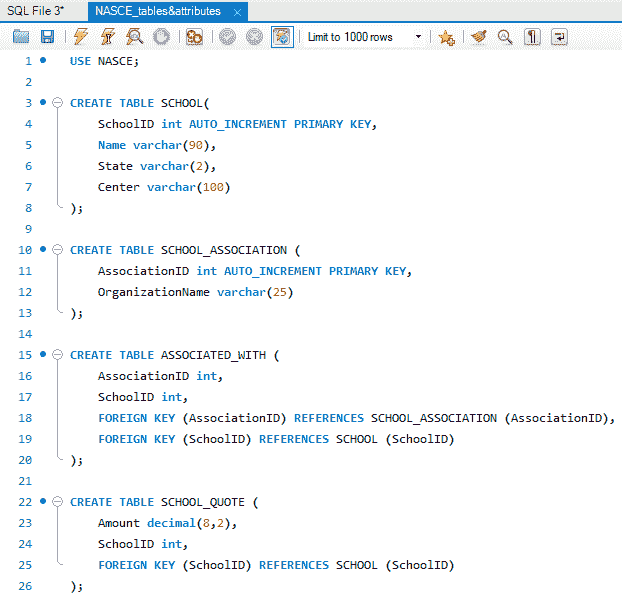 SQL File 3*
NASCE_tables&attributes
Limit to 1000 rows
1 USE NASCE;
2
3 CREATE TABLE SCHOOL(
4 SchoolID int AUTO_INCREMENT PRIMARY KEY,
5 Name varchar(90),
6 State varchar(2),
7 Center varchar(100)
8 );
9
10 CREATE TABLE SCHOOL_ASSOCIATION (
11 AssociationID int AUTO_INCREMENT PRIMARY KEY,
12 OrganizationName varchar(25)
13 );
14
15 CREATE TABLE ASSOCIATED_WITH (
16 AssociationID int,
17 SchoolID int,
18 FOREIGN KEY (AssociationID) REFERENCES SCHOOL_ASSOCIATION (AssociationID),
19 FOREIGN KEY (SchoolID) REFERENCES SCHOOL (SchoolID)
20 );
21
22 CREATE TABLE SCHOOL_QUOTE (
23 Amount decimal(8,2),
24 SchoolID int,
25 FOREIGN KEY (SchoolID) REFERENCES SCHOOL (SchoolID)
26 );